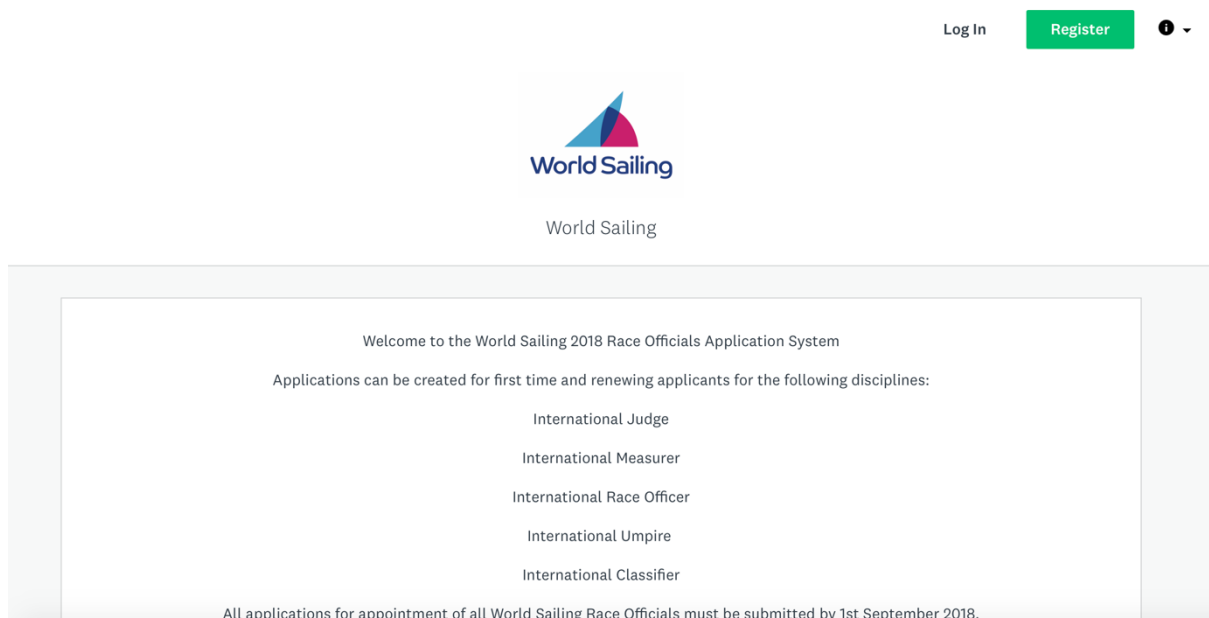 Log In
Register
World Sailing
World Sailing
Welcome to the World Sailing 2018 Race Officials Application System
Applications can be created for first time and renewing applicants for the following disciplines:
International Judge
International Measurer
International Race Officer
International Umpire
International Classifier
All applications for appointment of all World Sailing Race Officials must be submitted by 1st September 2018.